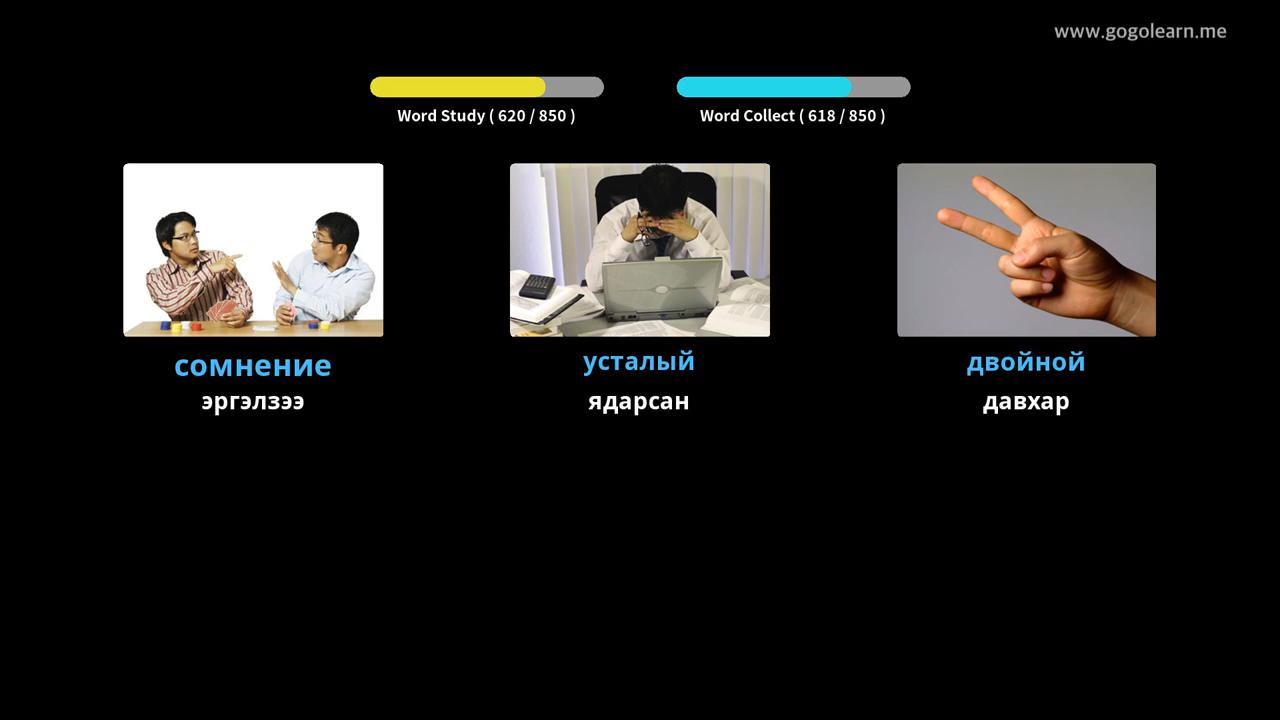 www.gogolearn.me
Word Study ( 620 / 850 )
Word Collect ( 618 / 850 )
сомнение
эргэлзээ
усталый
ядарсан
двойной
давхар